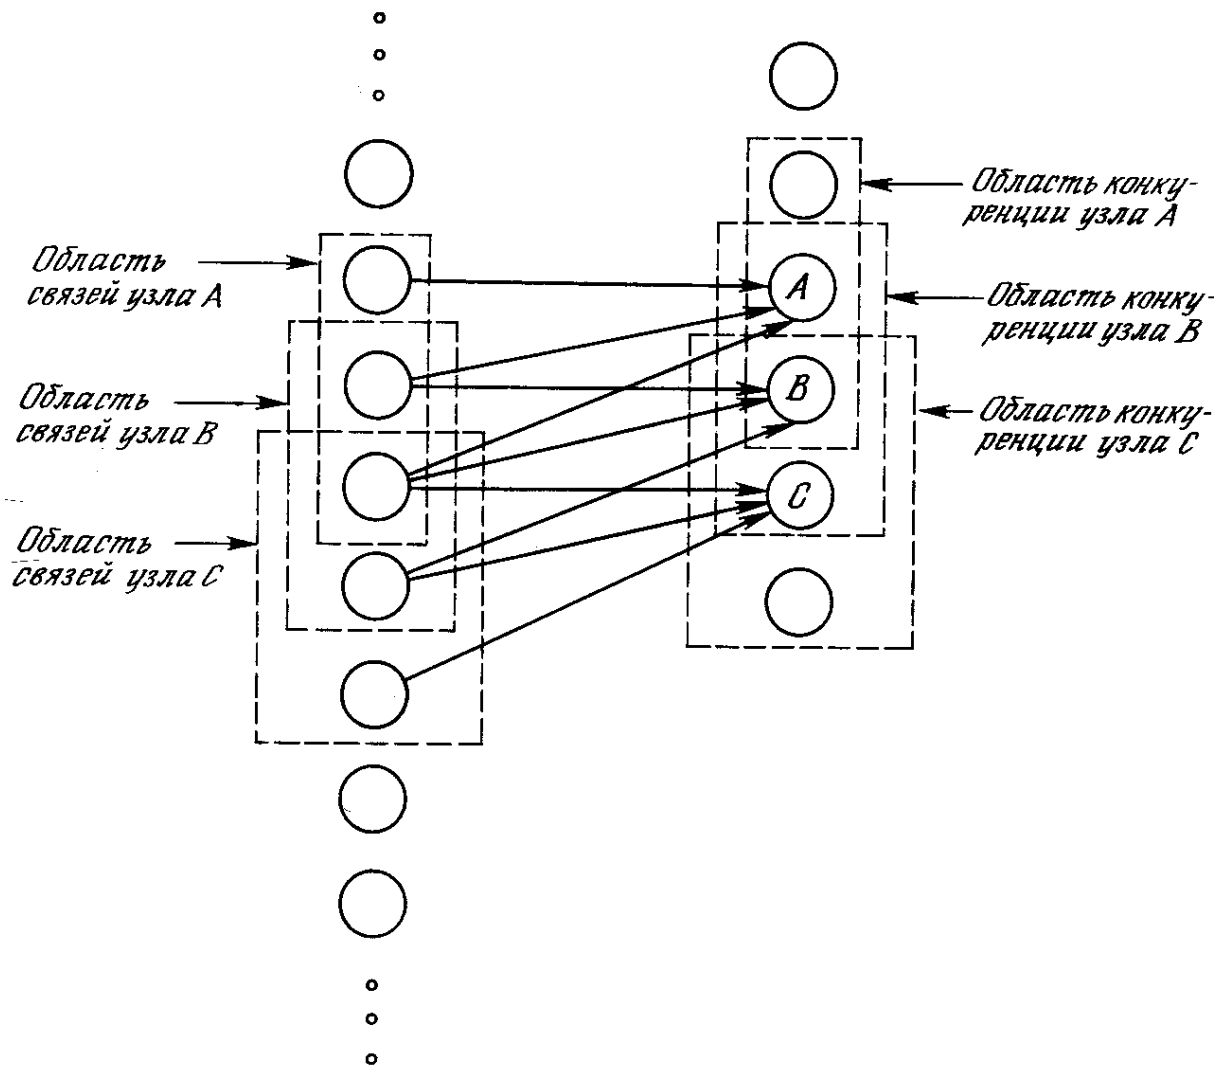 Область
связей узла A
Область
связей узла B
Область
связей узла C
A
B
C
Область конку-
ренции узла A
Область конку-
ренции узла B
Область конку-
ренции узла C